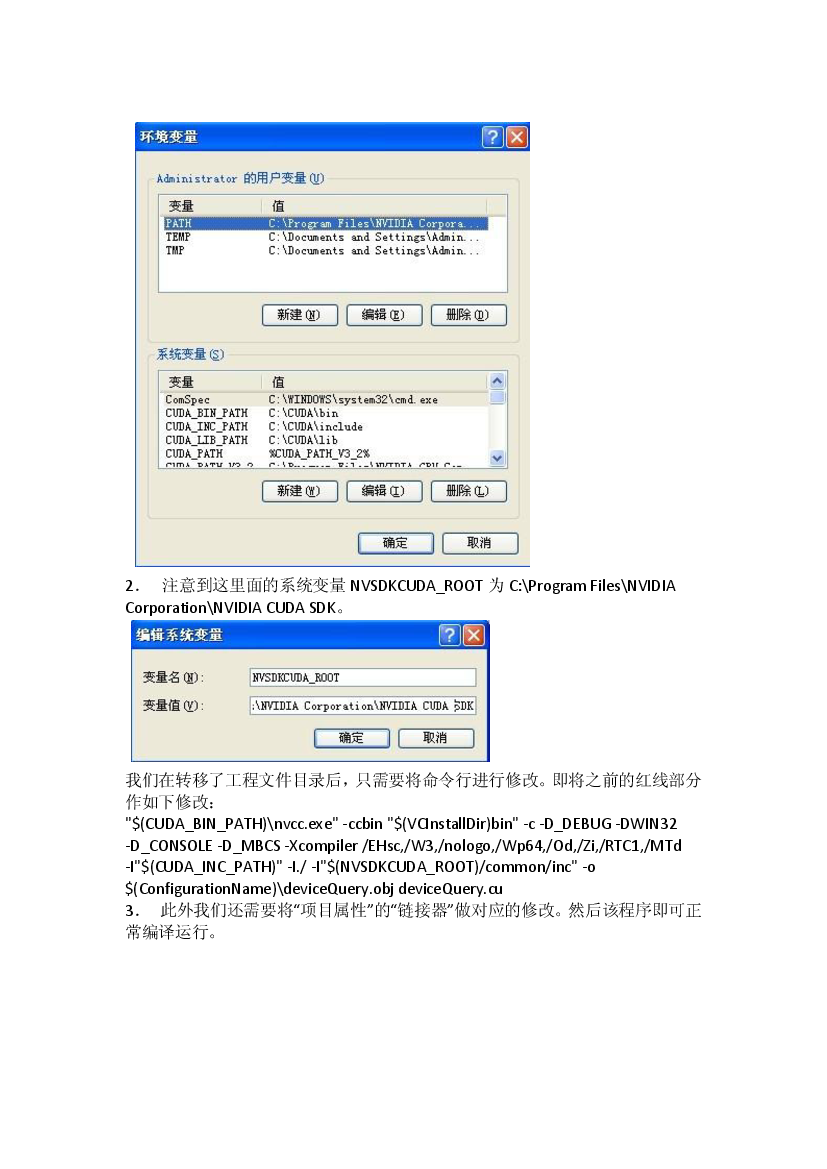 环境变量
Administrator 的用户变量(U)
变量 值
PATH C:\Program Files\NVIDIA Corpora...
TEMP C:\Documents and Settings\Admin...
TMP C:\Documents and Settings\Admin...
新建(N) 编辑(E) 删除(D)
系统变量(S)
变量 值
ComSpec C:\WINDOWS\system32\cmd.exe
CUDA_BIN_PATH C:\CUDA\bin
CUDA_INC_PATH C:\CUDA\include
CUDA_LIB_PATH C:\CUDA\lib
CUDA_PATH %CUDA_PATH_V3_2%
新建(W) 编辑(I) 删除(L)
确定 取消
2. 注意到这里面的系统变量 NVSDKCUDA_ROOT 为 C:\Program Files\NVIDIA
Corporation\NVIDIA CUDA SDK。
编辑系统变量
变量名(N): NVSDKCUDA_ROOT
变量值(V): :\NVIDIA Corporation\NVIDIA CUDA SDK
确定 取消
我们在转移了工程文件目录后，只需要将命令行进行修改。即将之前的红线部分
作如下修改：
"$(CUDA_BIN_PATH)\nvcc.exe" -ccbin "$(VCInstallDir)bin" -c -D_DEBUG -DWIN32
-D_CONSOLE -D_MBCS -Xcompiler /EHsc,/W3,/nologo,/Wp64,/Od,/Zi,/RTC1,/MTd
-I"$(CUDA_INC_PATH)" -I./ -I"$(NVSDKCUDA_ROOT)/common/inc" -o
$(ConfigurationName)\deviceQuery.obj deviceQuery.cu
3. 此外我们还需要将“项目属性”的“链接器”做对应的修改。然后该程序即可正
常编译运行。